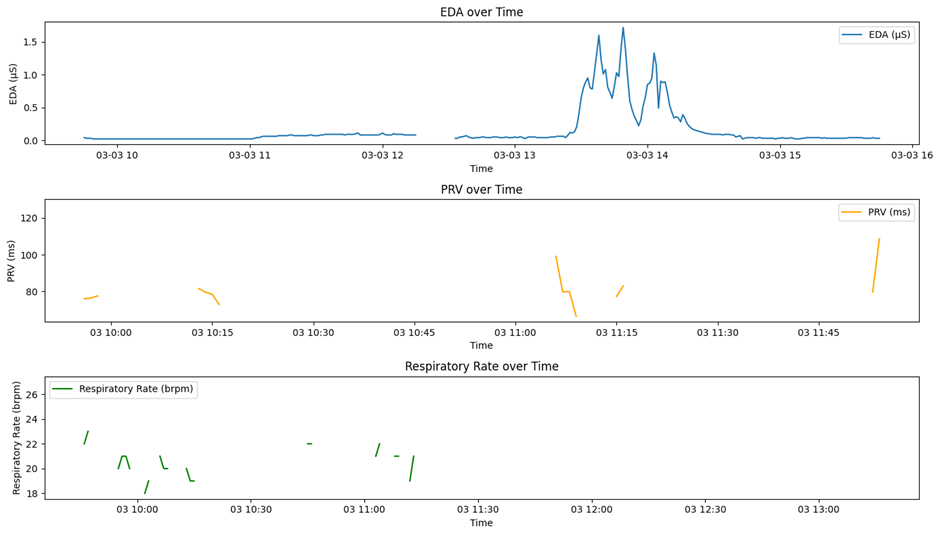 EDA over Time
EDA (μS)
1.5
1.0
0.5
0.0
EDA (μS)
03-03 10 03-03 11 03-03 12 03-03 13 03-03 14 03-03 15 03-03 16
Time
PRV over Time
PRV (ms)
120
100
80
PRV (ms)
03 10:00 03 10:15 03 10:30 03 10:45 03 11:00 03 11:15 03 11:30 03 11:45
Time
Respiratory Rate over Time
Respiratory Rate (brpm)
26
24
22
20
18
Respiratory Rate (brpm)
03 10:00 03 10:30 03 11:00 03 11:30 03 12:00 03 12:30 03 13:00
Time